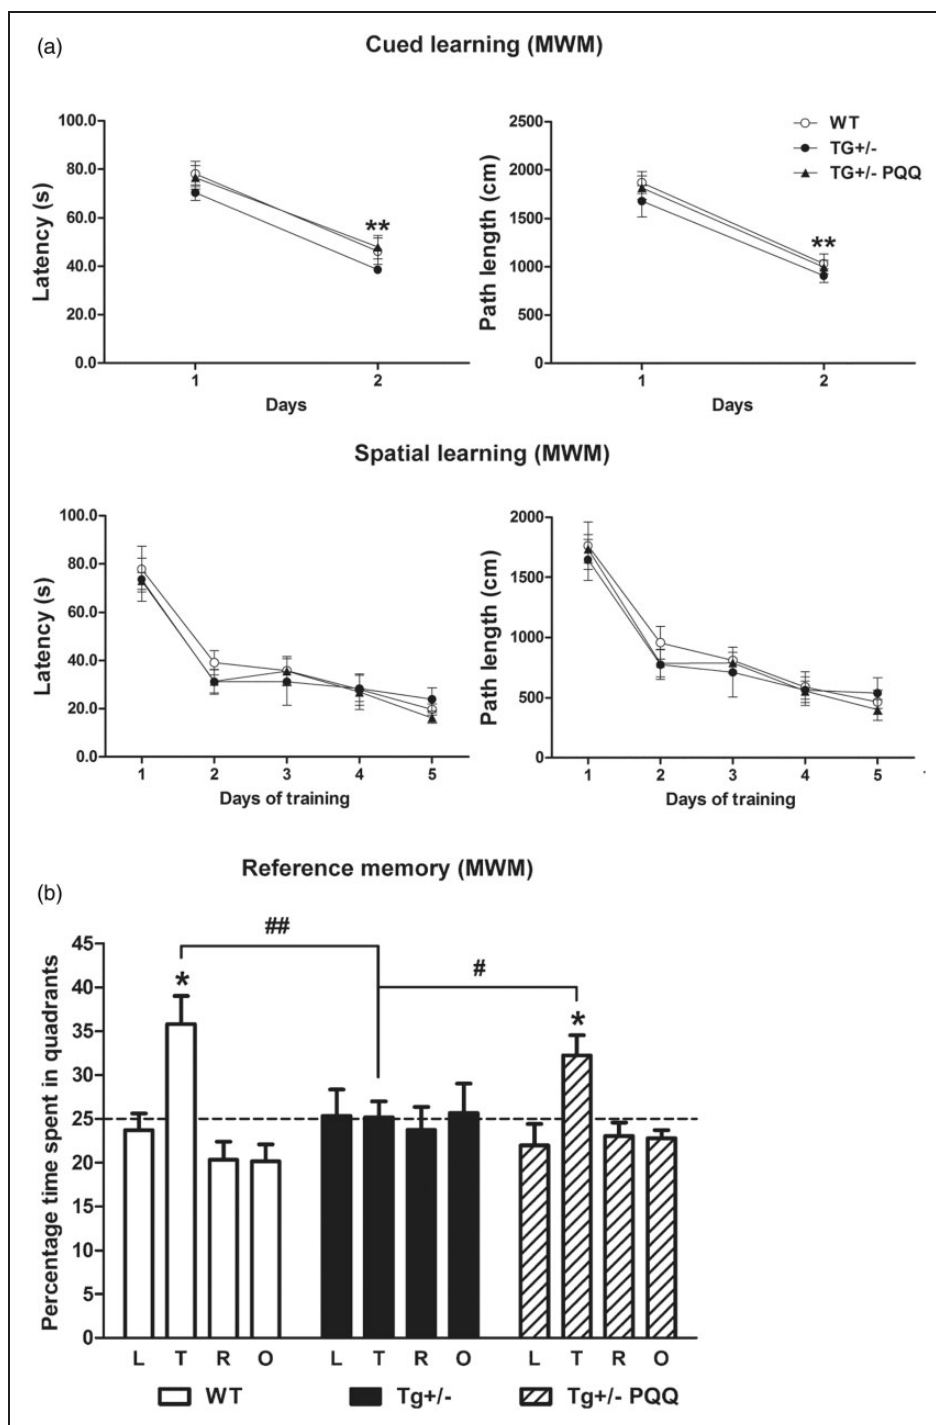 (a)
Cued learning (MWM)
100.0
80.0
60.0
40.0
20.0
0.0
Latency (s)
**
1 2
Days
2500
2000
1500
1000
500
0
Path length (cm)
**
1 2
Days
WT
TG+/-
TG+/- PQQ
Spatial learning (MWM)
100.0
80.0
60.0
40.0
20.0
0.0
Latency (s)
1 2 3 4 5
Days of training
2000
1500
1000
500
0
Path length (cm)
1 2 3 4 5
Days of training
Reference memory (MWM)
(b)
##
#
*
*
45
40
35
30
25
20
15
10
5
0
Percentage time spent in quadrants
L T R O L T R O L T R O
WT Tg+/- Tg+/- PQQ